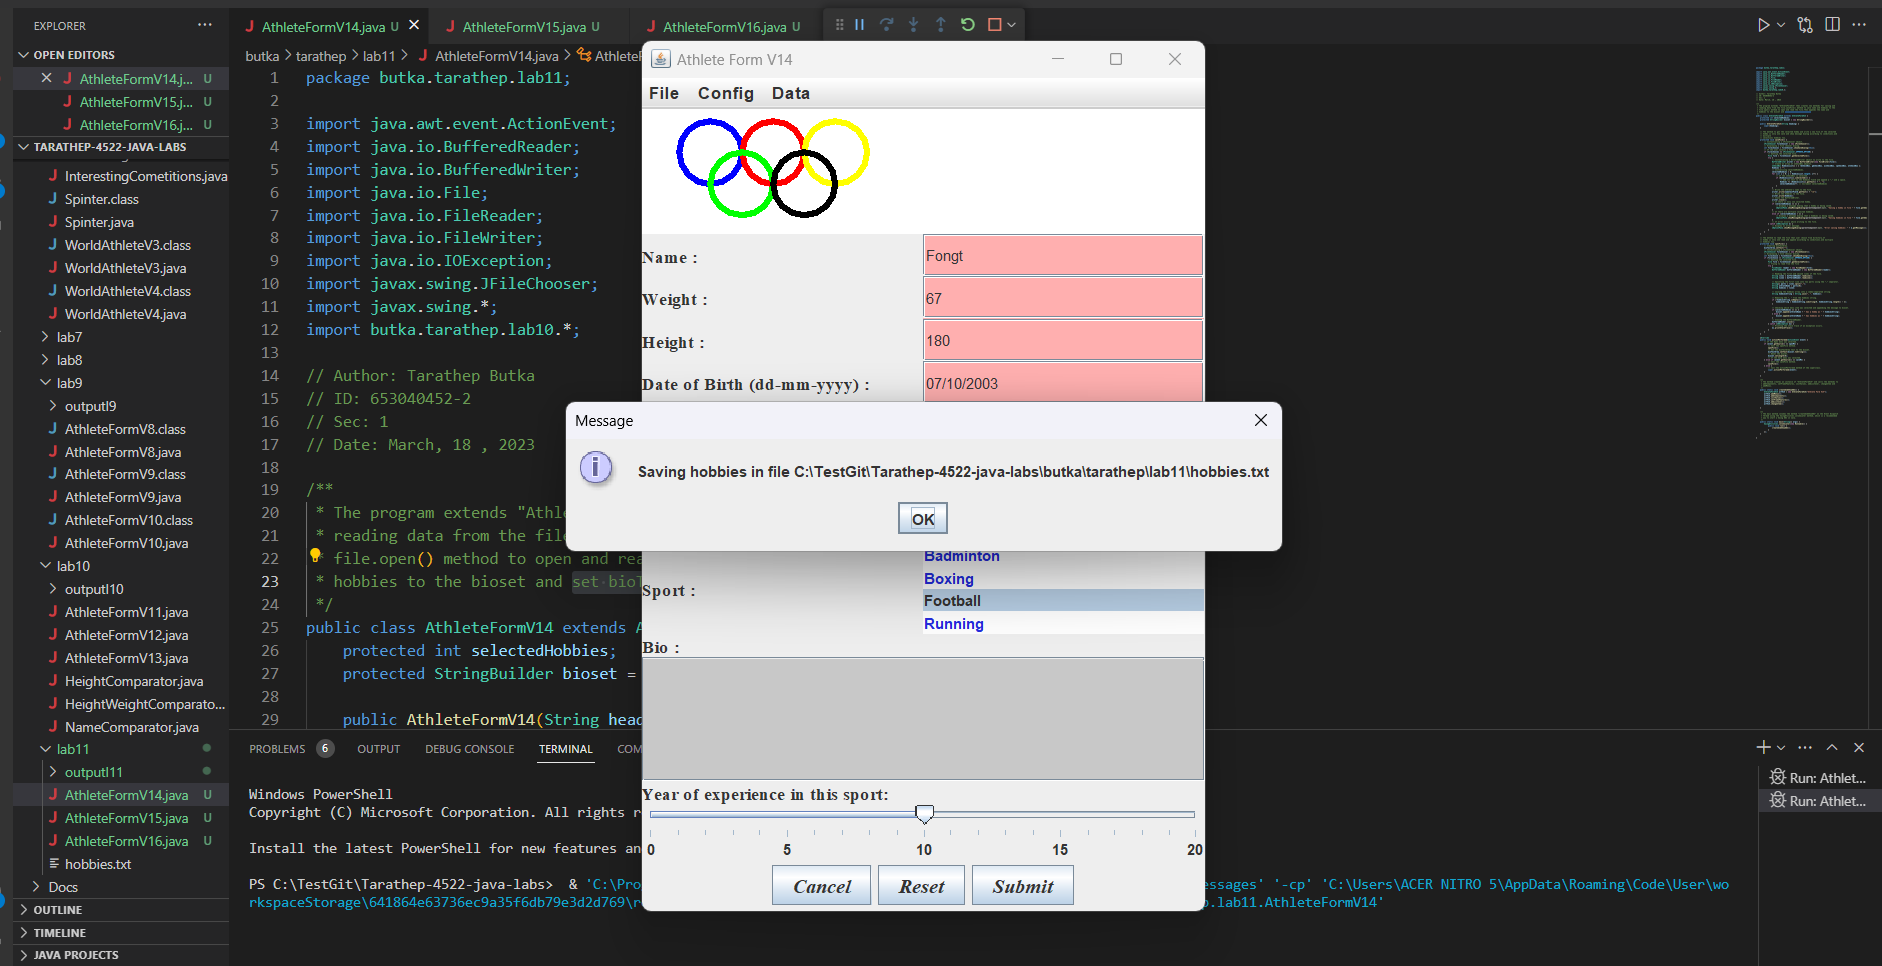 EXPLORER
OPEN EDITORS
AthleteFormV14.j... U
AthleteFormV15.j... U
AthleteFormV16.j... U
TARATHEP-4522-JAVA-LABS
InterestingCometitions.java
Spinter.class
Spinter.java
WorldAthleteV3.class
WorldAthleteV3.java
WorldAthleteV4.class
WorldAthleteV4.java
lab7
lab8
lab9
outputl9
AthleteFormV8.class
AthleteFormV8.java
AthleteFormV9.class
AthleteFormV9.java
AthleteFormV10.class
AthleteFormV10.java
lab10
outputl10
AthleteFormV11.java
AthleteFormV12.java
AthleteFormV13.java
HeightComparator.java
HeightWeightComparato...
NameComparator.java
lab11
outputl11
AthleteFormV14.java U
AthleteFormV15.java U
AthleteFormV16.java U
hobbies.txt
Docs
OUTLINE
TIMELINE
JAVA PROJECTS
AthleteFormV14.java U
AthleteFormV15.java U
AthleteFormV16.java U
butka > tarathep > lab11 > AthleteFormV14.java > AthleteF
1 package butka.tarathep.lab11;
2
3 import java.awt.event.ActionEvent;
4 import java.io.BufferedReader;
5 import java.io.BufferedWriter;
6 import java.io.File;
7 import java.io.FileReader;
8 import java.io.FileWriter;
9 import java.io.IOException;
10 import javax.swing.JFileChooser;
11 import javax.swing.*;
12 import butka.tarathep.lab10.*;
13
14 // Author: Tarathep Butka
15 // ID: 653040452-2
16 // Sec: 1
17 // Date: March, 18 , 2023
18
19 /**
20 * The program extends "Athle
21 * reading data from the file
22 * file.open() method to open and rea
23 * hobbies to the bioset and set bioT
24 */
25 public class AthleteFormV14 extends A
26 protected int selectedHobbies;
27 protected StringBuilder bioset =
28
29 public AthleteFormV14(String head
Athlete Form V14
File Config Data
Name : Fongt
Weight : 67
Height : 180
Date of Birth (dd-mm-yyyy) : 07/10/2003
Message
Saving hobbies in file C:\TestGit\Tarathep-4522-java-labs\butka\tarathep\lab11\hobbies.txt
OK
Badminton
Boxing
Sport :
Football
Running
Bio :
Year of experience in this sport:
0 5 10 15 20
Cancel Reset Submit
PROBLEMS 6 OUTPUT DEBUG CONSOLE TERMINAL COM
Windows PowerShell
Copyright (C) Microsoft Corporation. All rights r
Install the latest PowerShell for new features an
PS C:\TestGit\Tarathep-4522-java-labs> & 'C:\Pro essages' '-cp' 'C:\Users\ACER NITRO 5\AppData\Roaming\Code\User\wo
rkspaceStorage\641864e63736ec9a35f6db79e3d2d769\r p.lab11.AthleteFormV14'
Run: Athlet...
Run: Athlet...